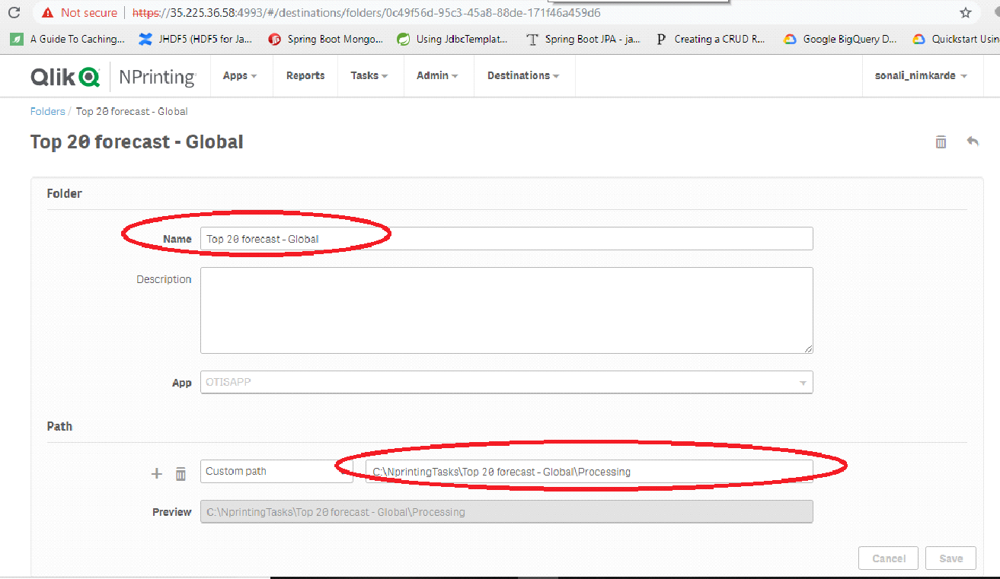 Not secure | https://35.225.36.58:4993/#/destinations/folders/0c49f56d-95c3-45a8-88de-171f46a459d6
A Guide To Caching... JHDF5 (HDF5 for Ja... Spring Boot Mongo... Using JdbcTemplat... Spring Boot JPA - ja... Creating a CRUD R... Google BigQuery D... Quickstart Usin
Qlik NPrinting Apps Reports Tasks Admin Destinations sonali_nimkarde
Folders / Top 20 forecast - Global
Top 20 forecast - Global
Folder
Name Top 20 forecast - Global
Description
App OTISAPP
Path
Custom path C:\NprintingTasks\Top 20 forecast - Global\Processing
Preview C:\NprintingTasks\Top 20 forecast - Global\Processing
Cancel Save